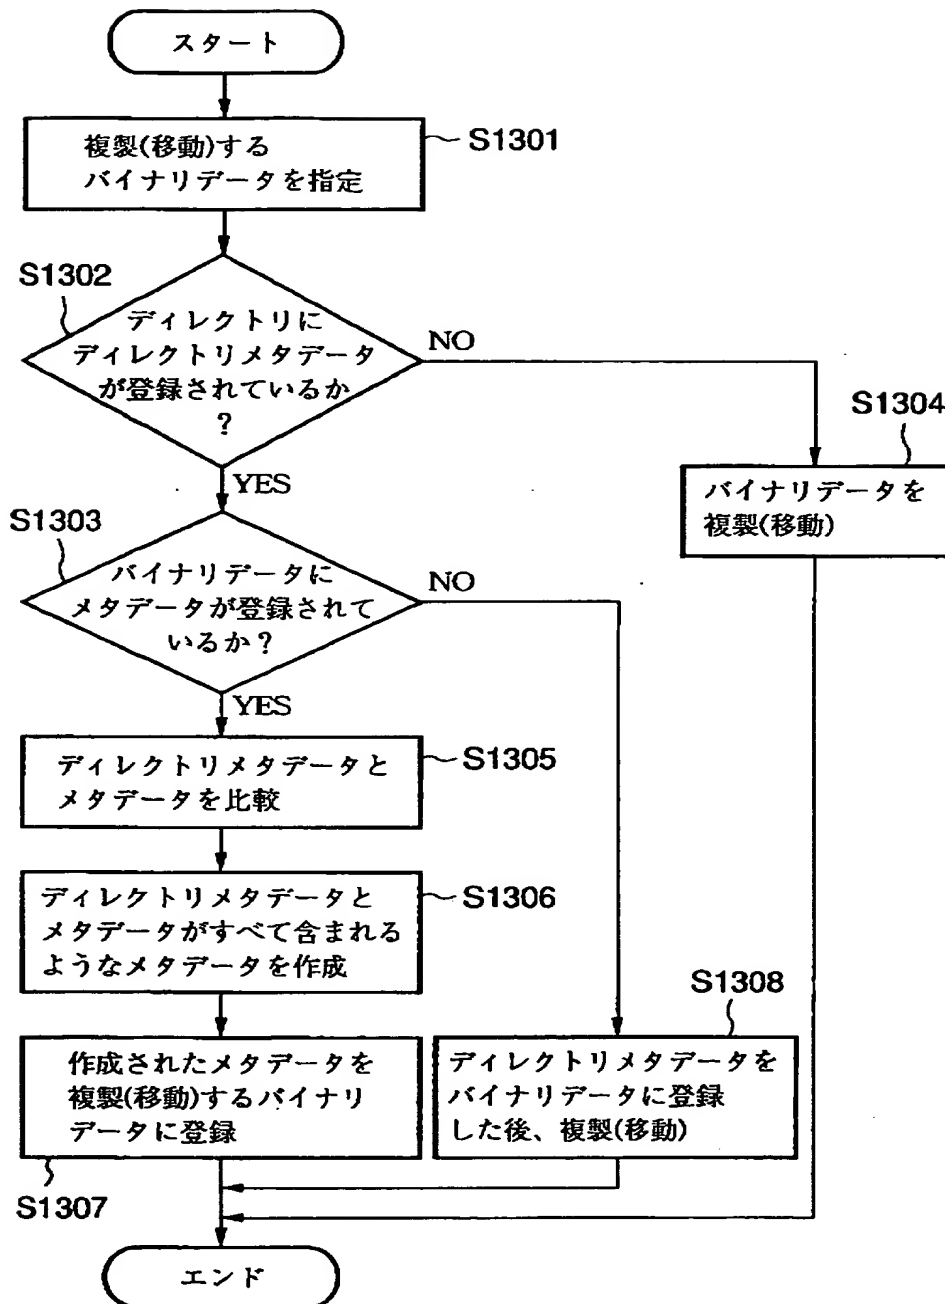 スタート
複製(移動)する
バイナリデータを指定
S1301
S1302
ディレクトリに
ディレクトリメタデータ
が登録されているか
?
NO
YES
S1304
バイナリデータを
複製(移動)
S1303
バイナリデータに
メタデータが登録されて
いるか?
NO
YES
ディレクトリメタデータと
メタデータを比較
S1305
ディレクトリメタデータと
メタデータがすべて含まれる
ようなメタデータを作成
S1306
作成されたメタデータを
複製(移動)するバイナリ
データに登録
S1307
S1308
ディレクトリメタデータを
バイナリデータに登録
した後、複製(移動)
エンド